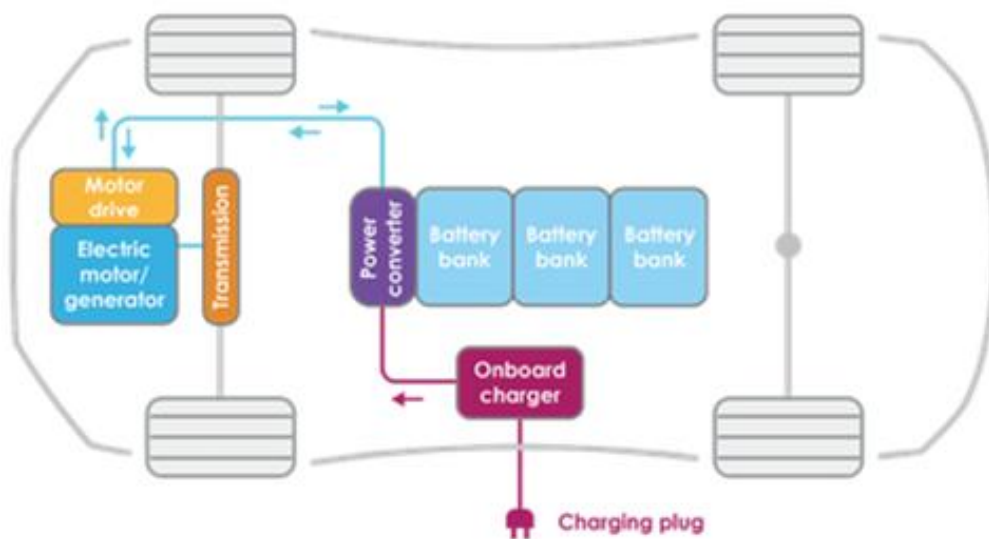 Motor
drive
Electric
motor/
generator
Transmission
Power
converter
Battery
bank
Battery
bank
Battery
bank
Onboard
charger
Charging plug